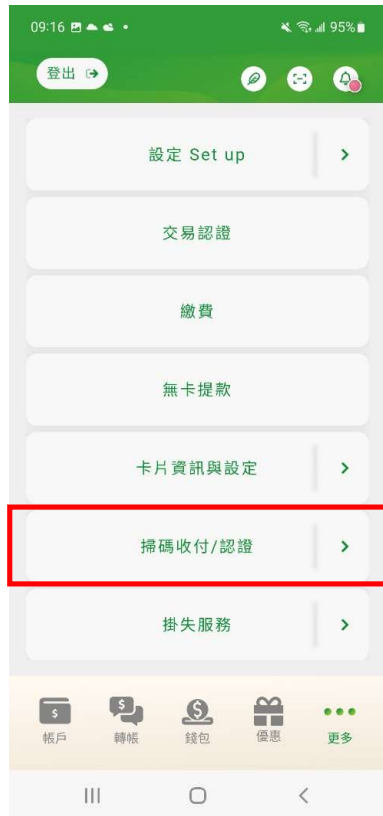 09:16
95%
登出
設定 Set up
交易認證
繳費
無卡提款
卡片資訊與設定
掃碼收付/認證
掛失服務
帳戶
轉帳
錢包
優惠
更多